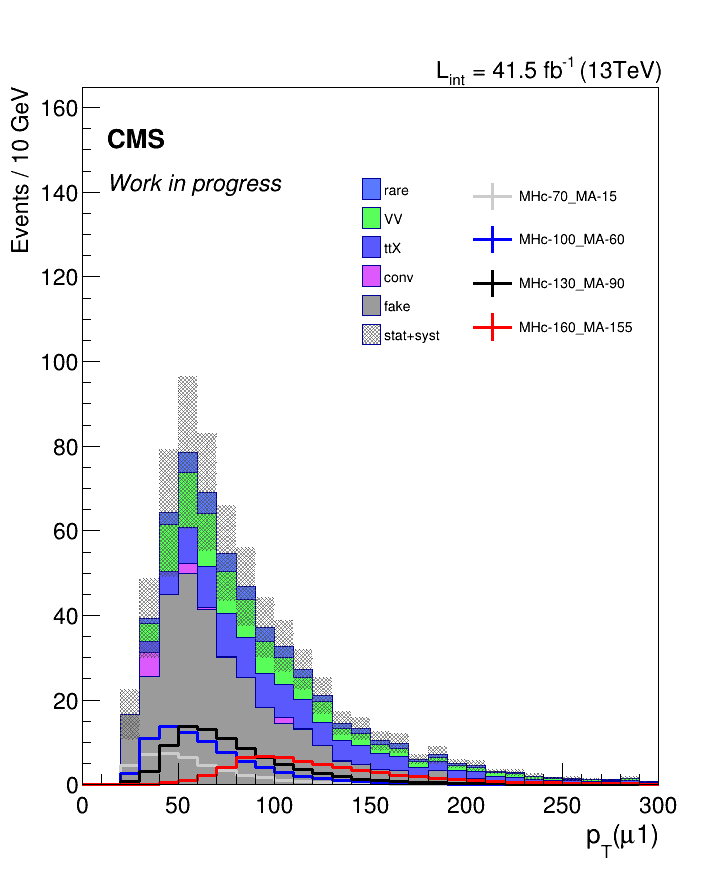 L_int = 41.5 fb^-1 (13TeV)
Events / 10 GeV
160
CMS
Work in progress
140
120
100
80
60
40
20
0
rare
VV
ttX
conv
fake
stat+syst
MHc-70_MA-15
MHc-100_MA-60
MHc-130_MA-90
MHc-160_MA-155
0 50 100 150 200 250 300
p_T(μ1)